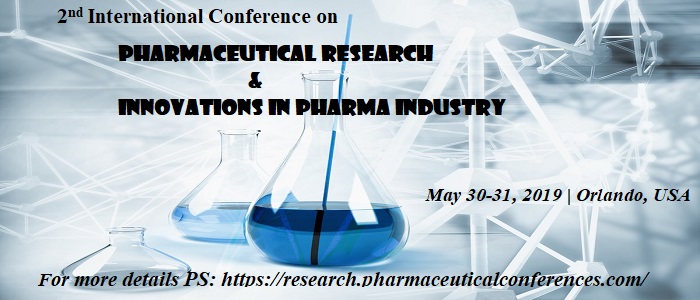 2nd International Conference on
PHARMACEUTICAL RESEARCH
&
INNOVATIONS IN PHARMA INDUSTRY
May 30-31, 2019 | Orlando, USA
For more details PS: https://research.pharmaceuticalconferences.com/